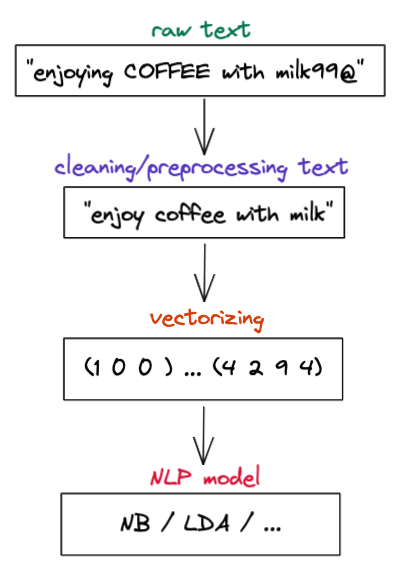 raw text
"enjoying COFFEE with milk99@"
cleaning/preprocessing text
"enjoy coffee with milk"
vectorizing
(1 0 0 ) ... (4 2 9 4)
NLP model
NB / LDA / ...